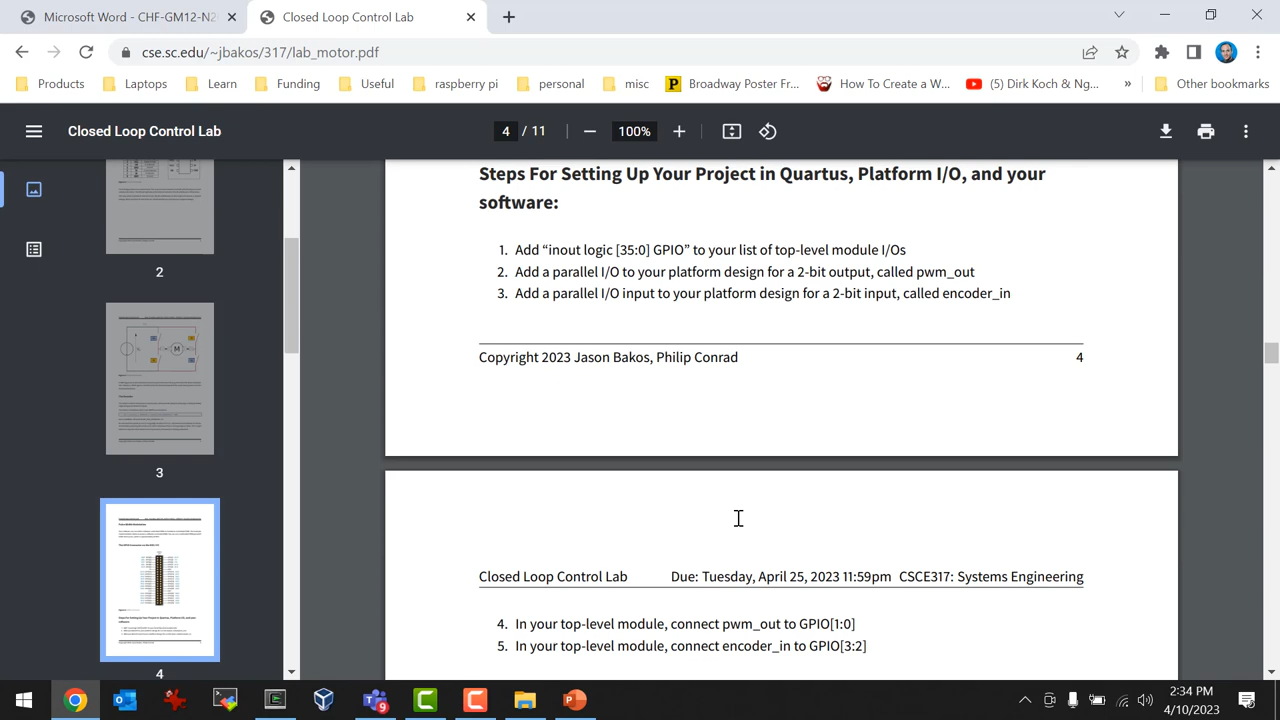 Microsoft Word - CHF-GM12-N2
Closed Loop Control Lab
cse.sc.edu/~jbakos/317/lab_motor.pdf
Products
Laptops
Learn
Funding
Useful
raspberry pi
personal
misc
P Broadway Poster Fr...
How To Create a W...
(5) Dirk Koch & Ng...
»
Other bookmarks
Closed Loop Control Lab
4 / 11
100%
2
3
4
Steps For Setting Up Your Project in Quartus, Platform I/O, and your
software:
1. Add “inout logic [35:0] GPIO” to your list of top-level module I/Os
2. Add a parallel I/O to your platform design for a 2-bit output, called pwm_out
3. Add a parallel I/O input to your platform design for a 2-bit input, called encoder_in
Copyright 2023 Jason Bakos, Philip Conrad 4
Closed Loop Control Lab Due: Tuesday, April 25, 2023 11:59pm CSCE317: Systems Engineering
4. In your top-level module, connect pwm_out to GPIO[1:0]
5. In your top-level module, connect encoder_in to GPIO[3:2]
9
2:34 PM
4/10/2023